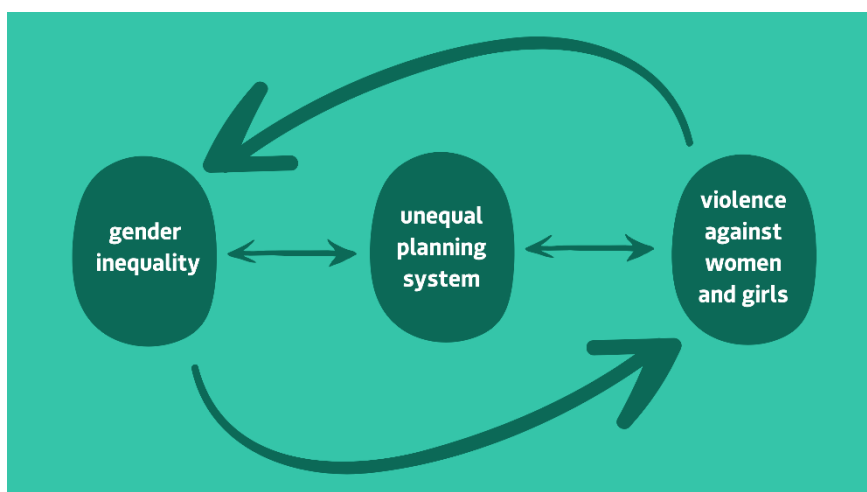 gender
inequality
unequal
planning
system
violence
against
women
and girls